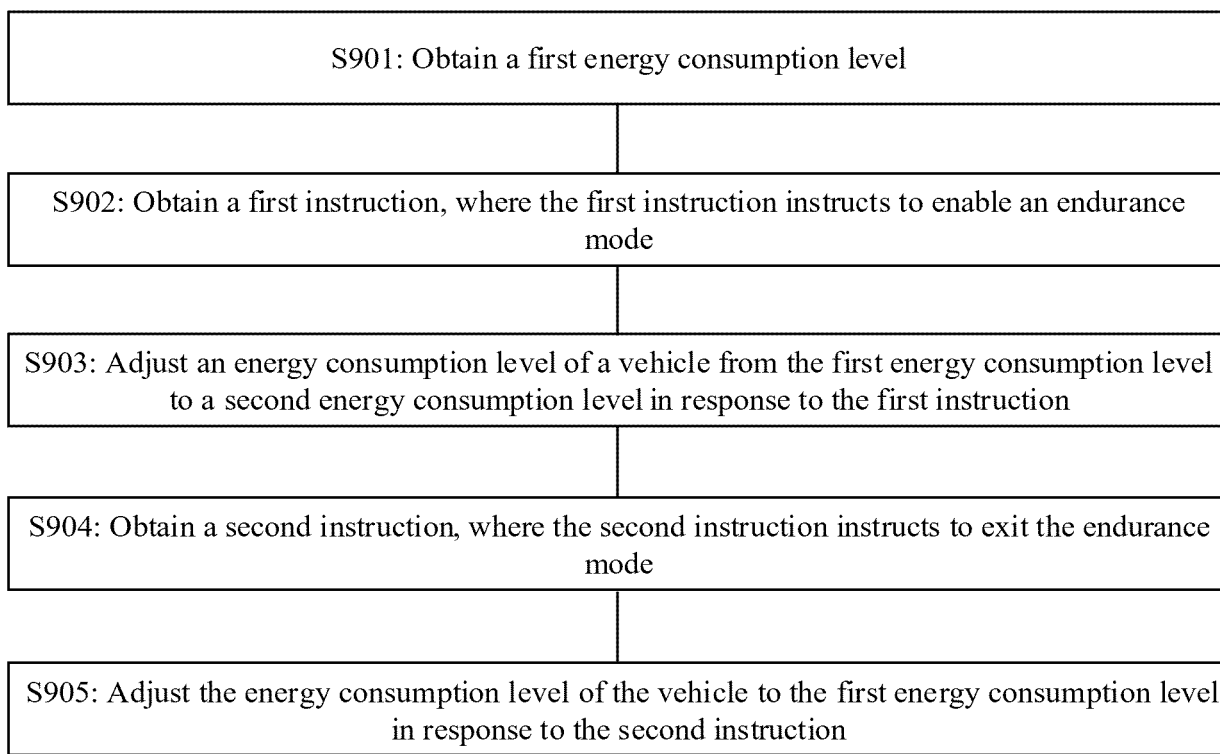 S901: Obtain a first energy consumption level
S902: Obtain a first instruction, where the first instruction instructs to enable an endurance
mode
S903: Adjust an energy consumption level of a vehicle from the first energy consumption level
to a second energy consumption level in response to the first instruction
S904: Obtain a second instruction, where the second instruction instructs to exit the endurance
mode
S905: Adjust the energy consumption level of the vehicle to the first energy consumption level
in response to the second instruction